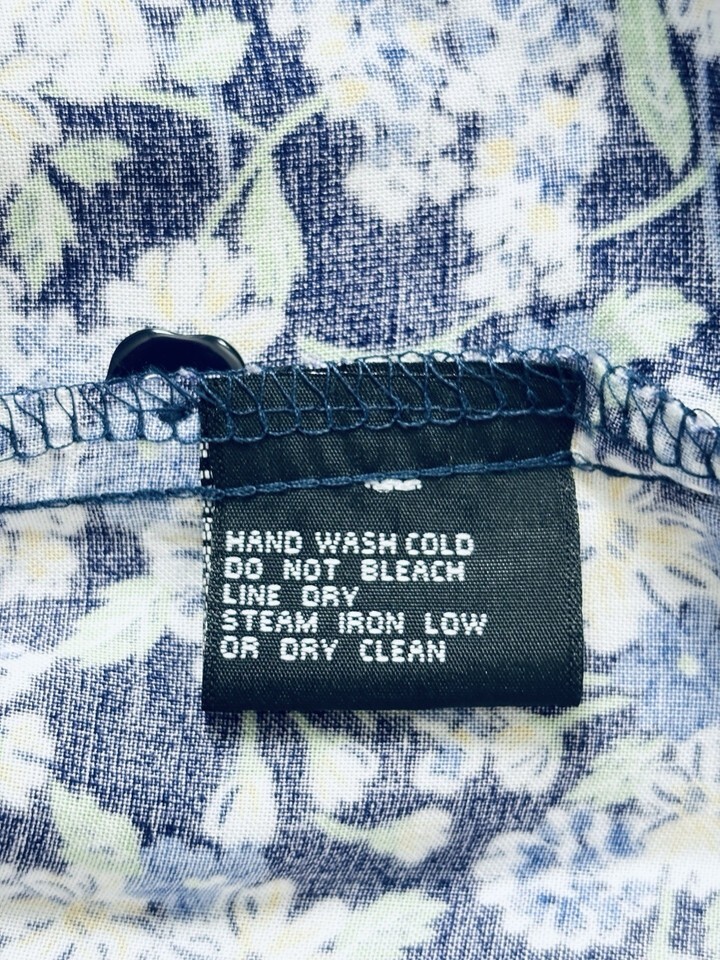 HAND WASH COLD
DO NOT BLEACH
LINE DRY
STEAM IRON LOW
OR DRY CLEAN